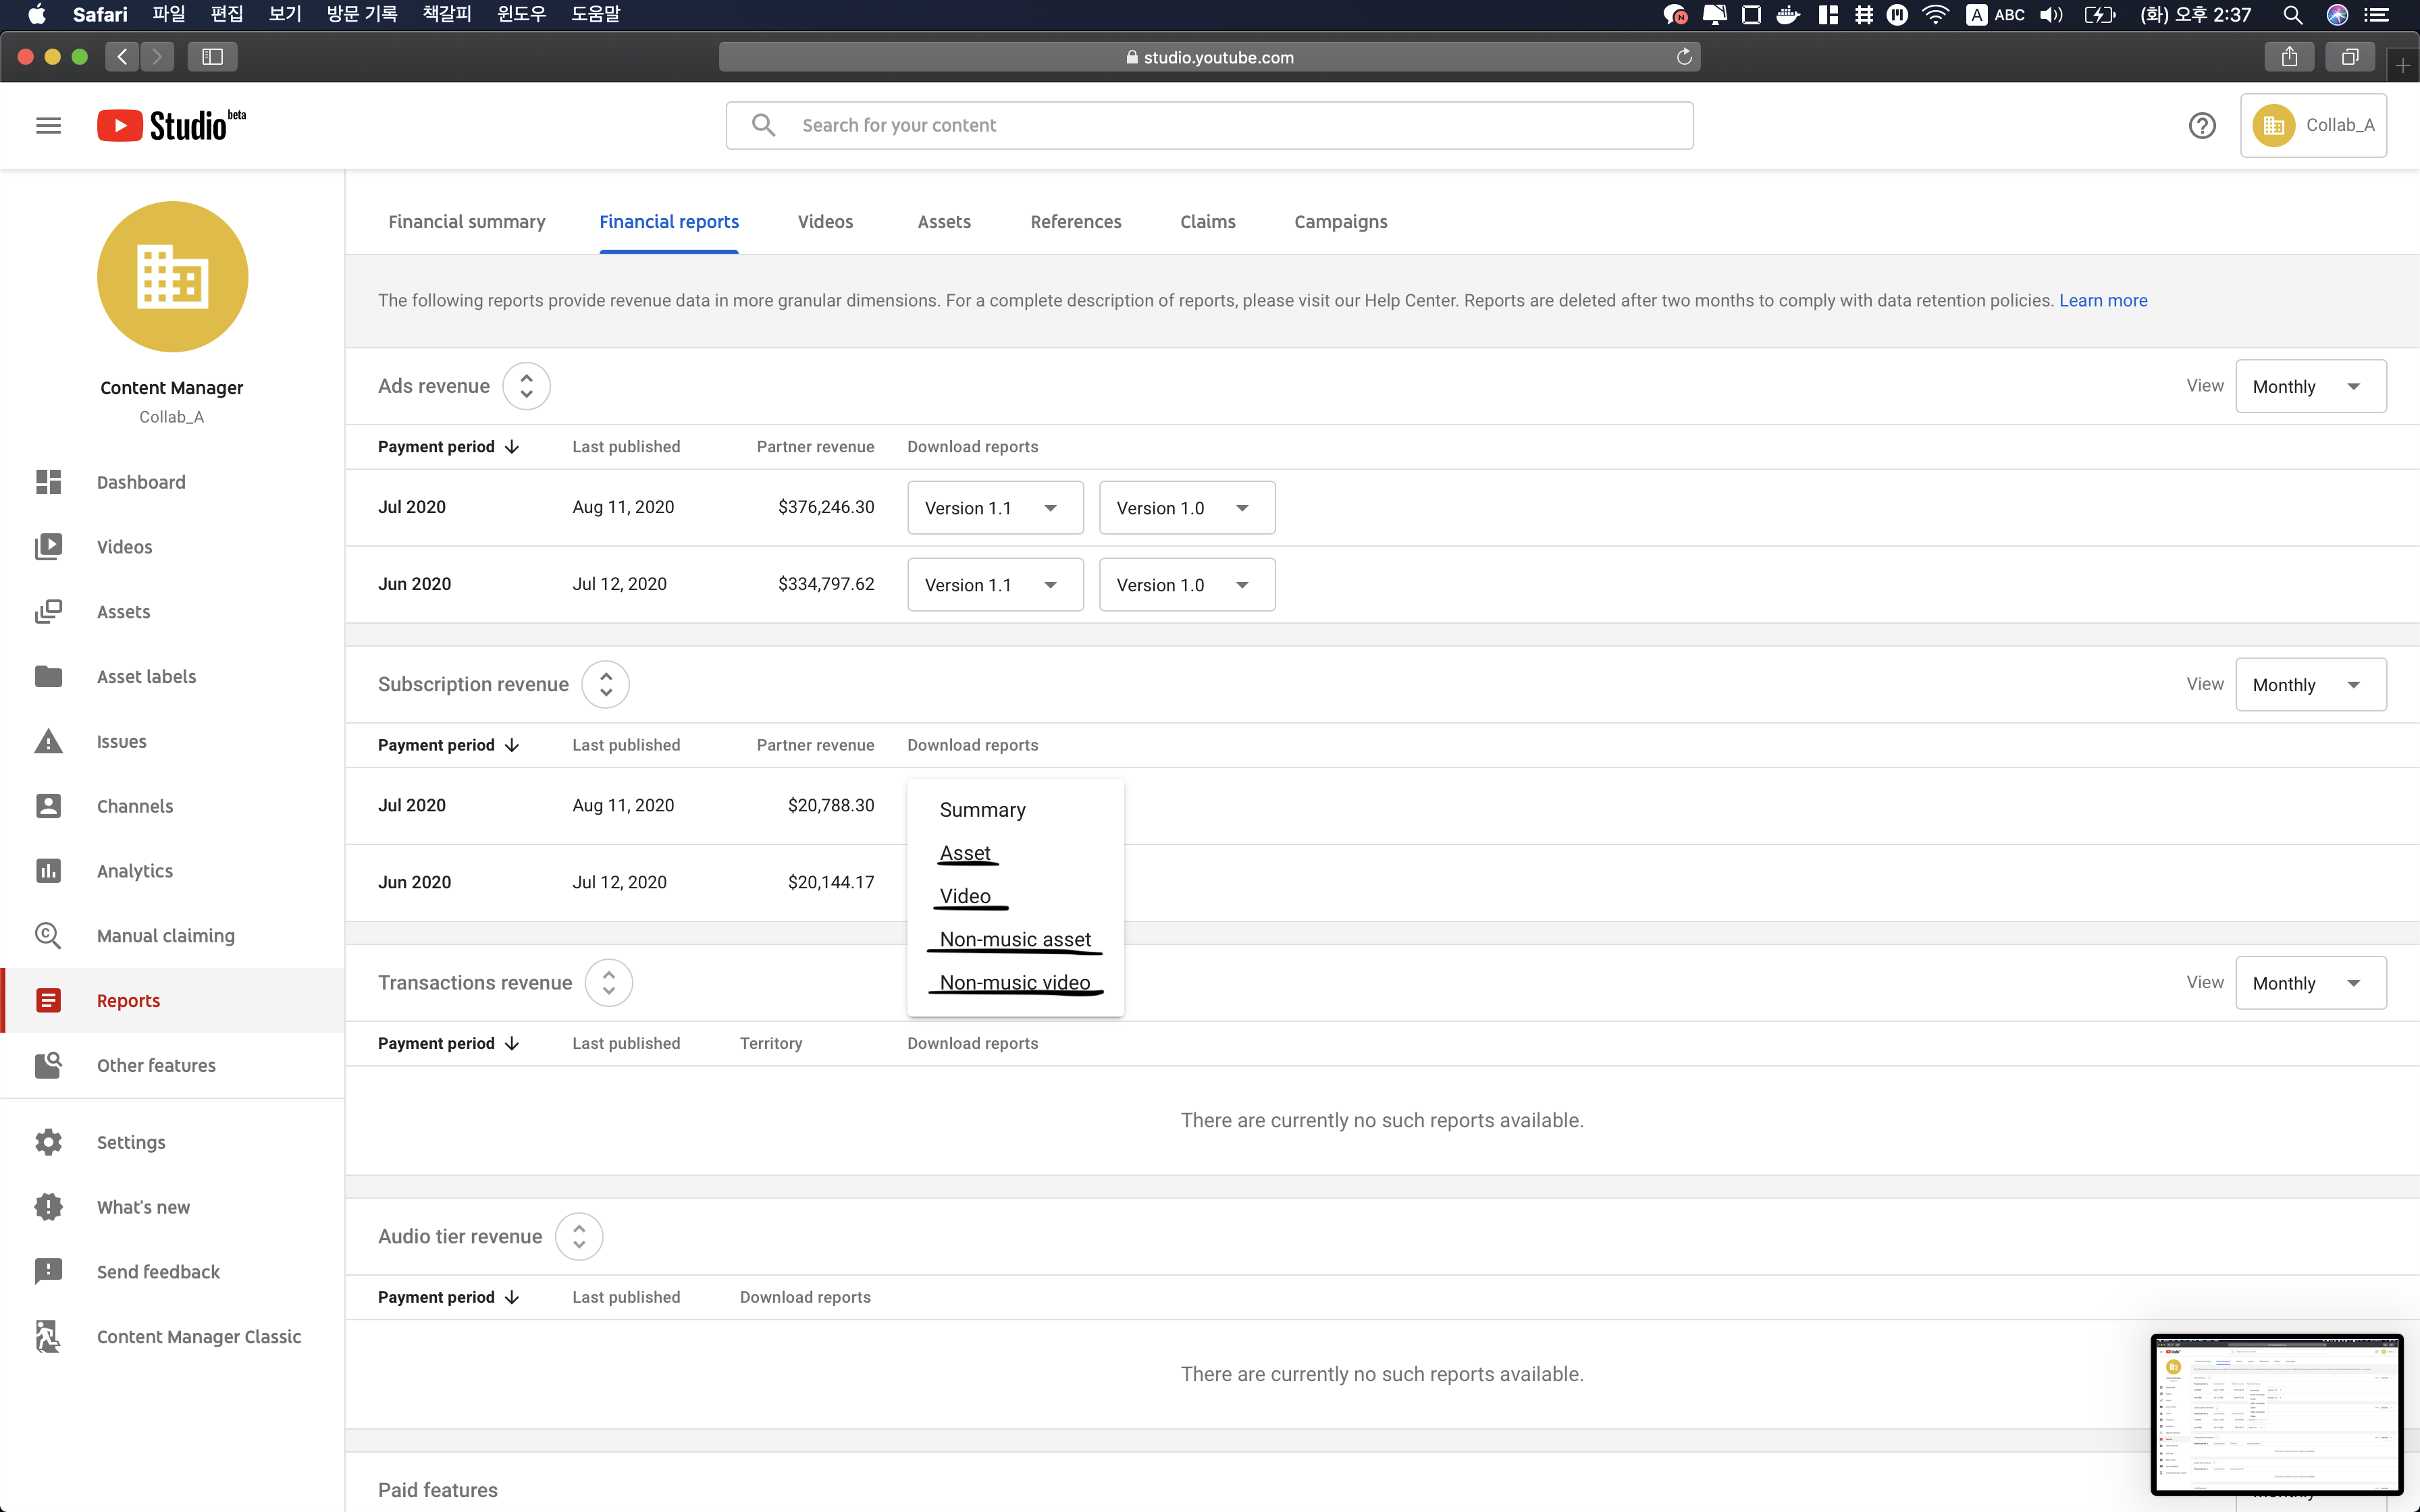 Safari 파일 편집 보기 방문 기록 책갈피 윈도우 도움말 A ABC (화) 오후 2:37
studio.youtube.com
Studio beta
Search for your content
Collab_A
Content Manager
Collab_A
Dashboard
Videos
Assets
Asset labels
Issues
Channels
Analytics
Manual claiming
Reports
Other features
Settings
What's new
Send feedback
Content Manager Classic
Financial summary Financial reports Videos Assets References Claims Campaigns
The following reports provide revenue data in more granular dimensions. For a complete description of reports, please visit our Help Center. Reports are deleted after two months to comply with data retention policies. Learn more
Ads revenue View Monthly
Payment period Last published Partner revenue Download reports
Jul 2020 Aug 11, 2020 $376,246.30 Version 1.1 Version 1.0
Jun 2020 Jul 12, 2020 $334,797.62 Version 1.1 Version 1.0
Subscription revenue View Monthly
Payment period Last published Partner revenue Download reports
Jul 2020 Aug 11, 2020 $20,788.30
Jun 2020 Jul 12, 2020 $20,144.17
Summary
Asset
Video
Non-music asset
Non-music video
Transactions revenue View Monthly
Payment period Last published Territory Download reports
There are currently no such reports available.
Audio tier revenue
Payment period Last published Download reports
There are currently no such reports available.
Paid features